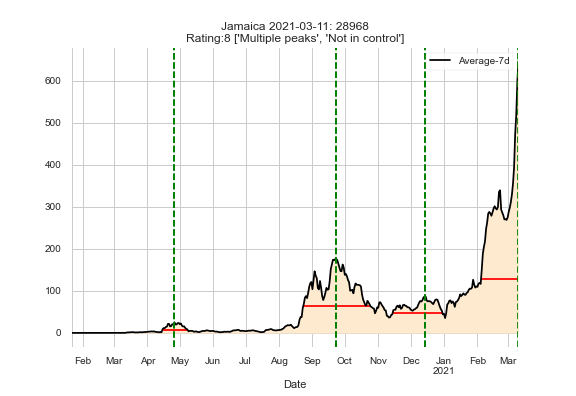 Jamaica 2021-03-11: 28968
Rating:8 ['Multiple peaks', 'Not in control']
Average-7d
600
500
400
300
200
100
0
Feb Mar Apr May Jun Jul Aug Sep Oct Nov Dec Jan Feb Mar
2021
Date